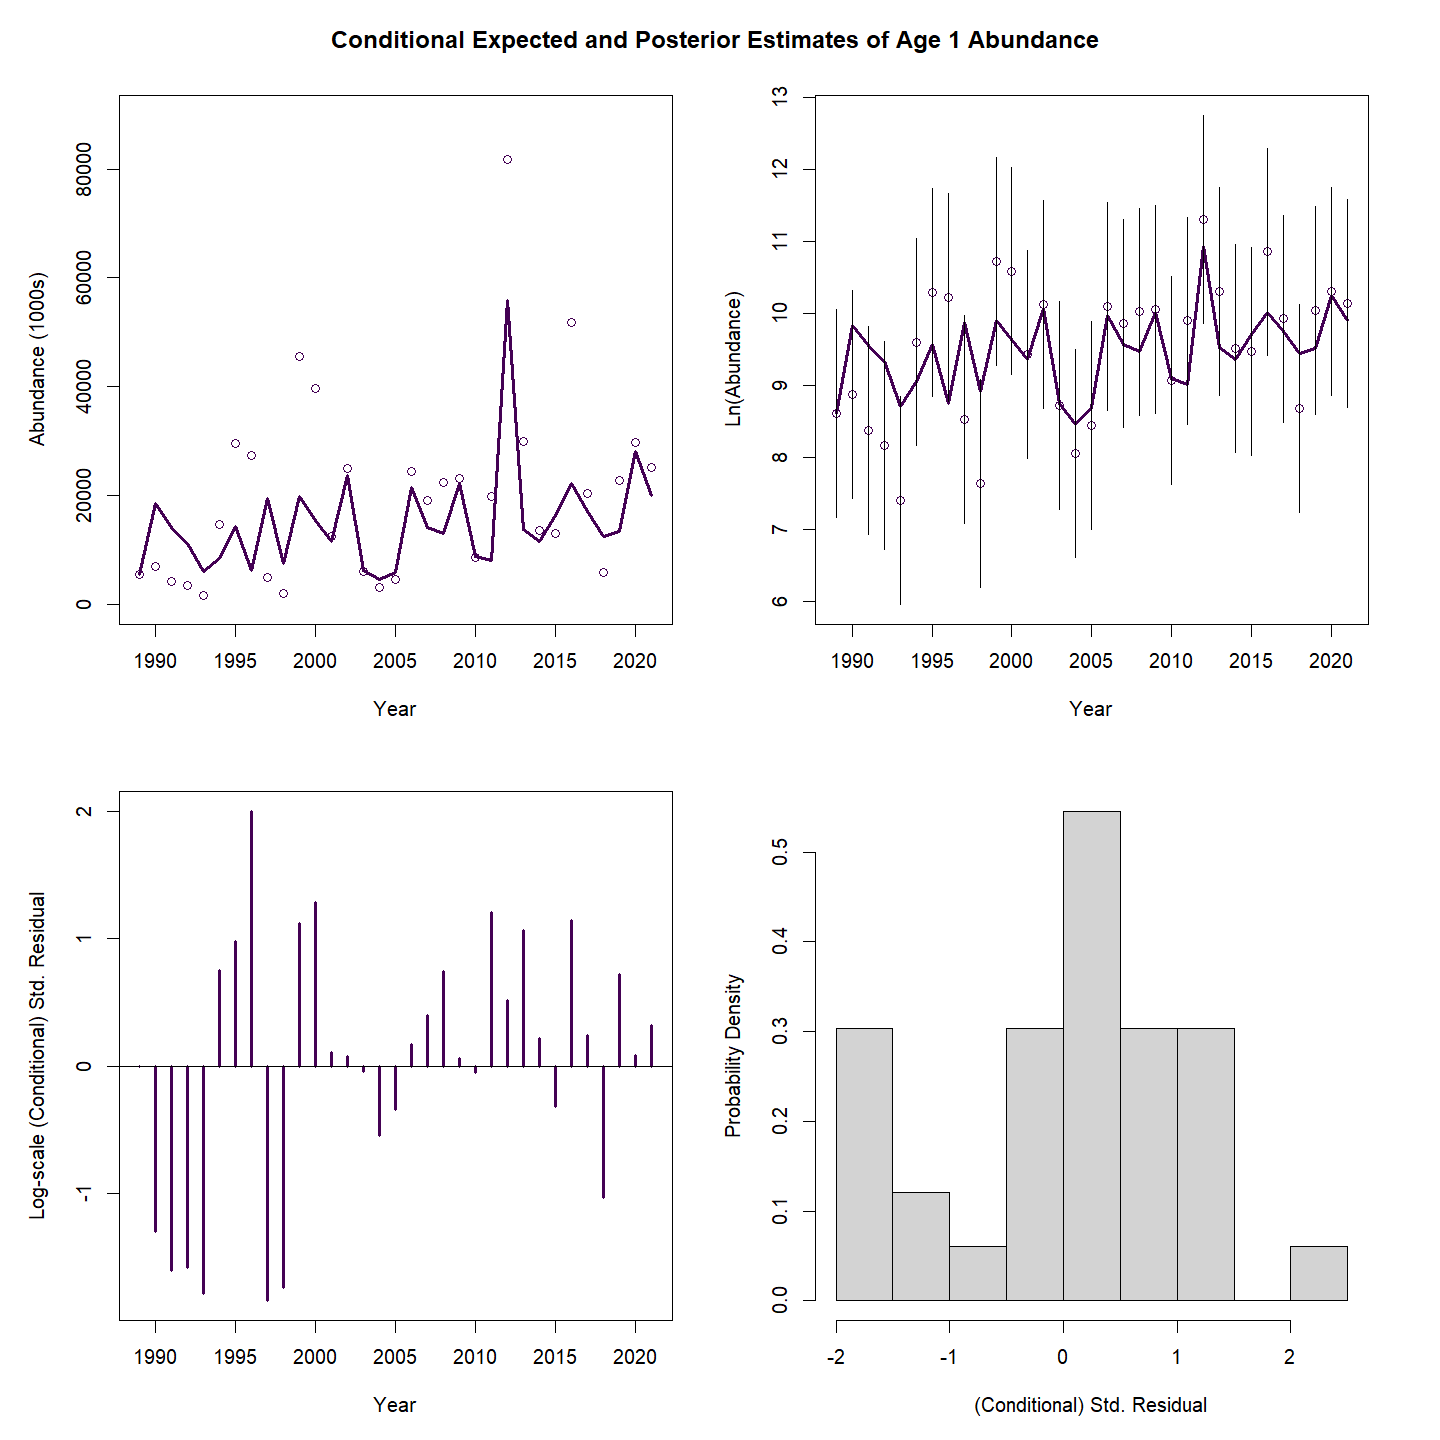 Conditional Expected and Posterior Estimates of Age 1 Abundance
Abundance (1000s)
80000
60000
40000
20000
0
1990 1995 2000 2005 2010 2015 2020
Year
Ln(Abundance)
13
12
11
10
9
8
7
6
1990 1995 2000 2005 2010 2015 2020
Year
Log-scale (Conditional) Std. Residual
2
1
0
-1
1990 1995 2000 2005 2010 2015 2020
Year
Probability Density
0.5
0.4
0.3
0.2
0.1
0.0
-2 -1 0 1 2
(Conditional) Std. Residual